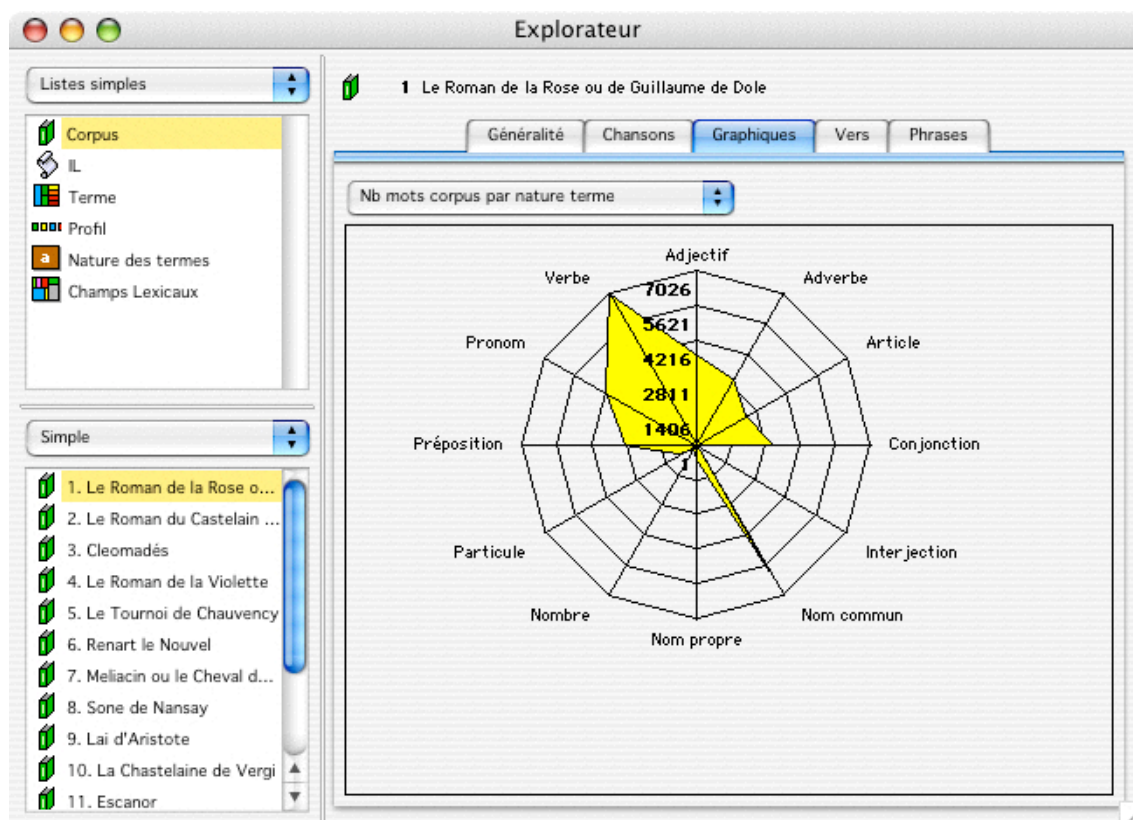 Explorateur
Listes simples
Corpus
IL
Terme
Profil
a Nature des termes
Champs Lexicaux
Simple
1. Le Roman de la Rose o...
2. Le Roman du Castelain ...
3. Cleomadés
4. Le Roman de la Violette
5. Le Tournoi de Chauvency
6. Renart le Nouvel
7. Meliacin ou le Cheval d...
8. Sone de Nansay
9. Lai d'Aristote
10. La Chastelaine de Vergi
11. Escanor
1 Le Roman de la Rose ou de Guillaume de Dole
Généralité Chansons Graphiques Vers Phrases
Nb mots corpus par nature terme
Adjectif
Verbe Adverbe
7026
5621
Pronom Article
4216
2811
1406
Préposition Conjonction
1
Particule Interjection
Nombre Nom commun
Nom propre